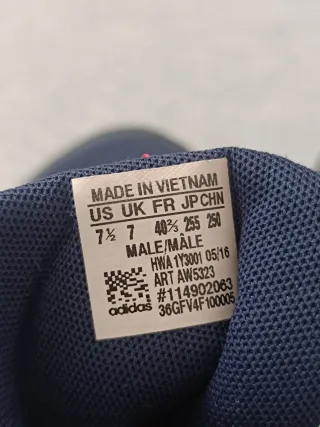 MADE IN VIETNAM
US UK FR JP CHN
7½ 7 40⅔ 255 250
MALE/MÂLE
HWA 1Y3001 05/16
ART AW5323
#114902063
adidas 36GFV4F100005